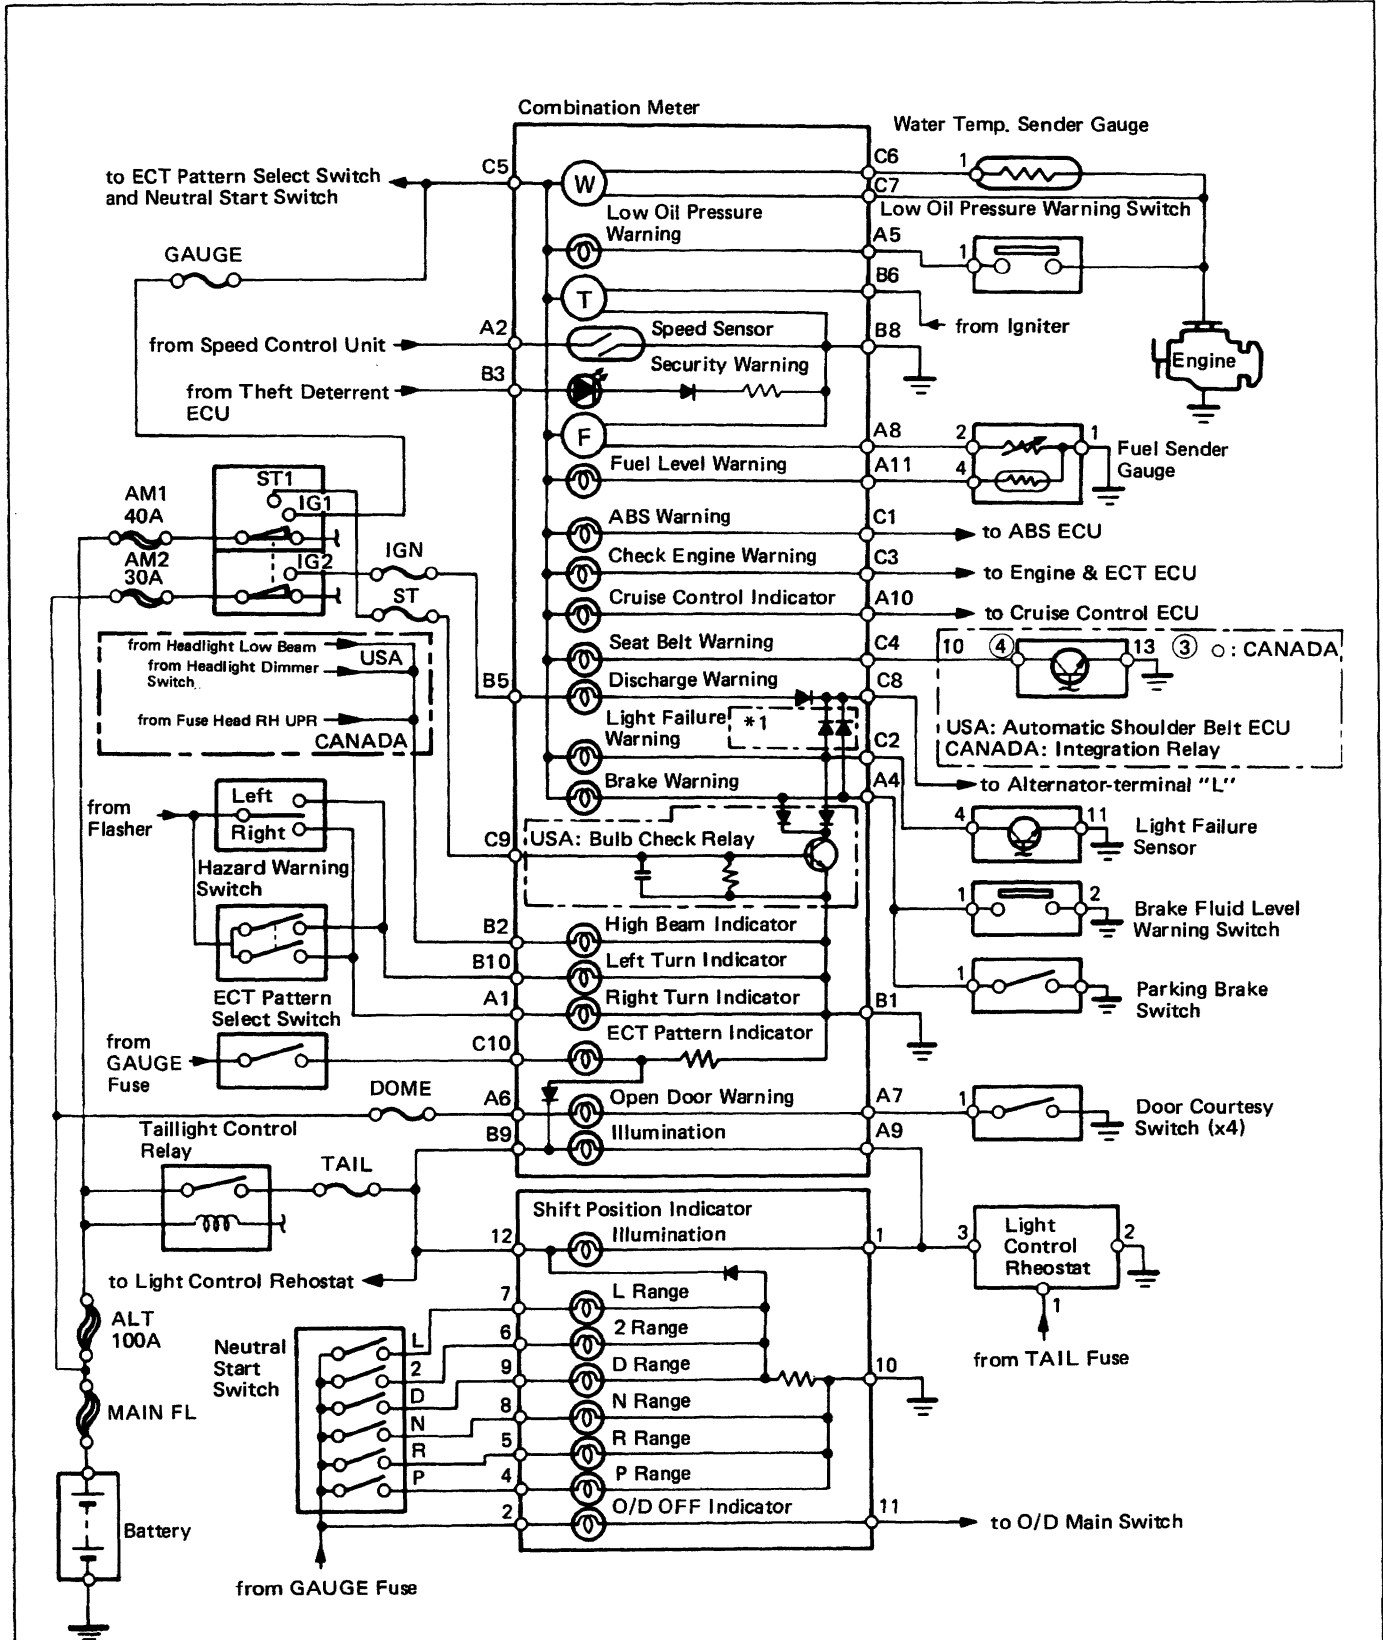 Combination Meter
Water Temp. Sender Gauge
to ECT Pattern Select Switch
and Neutral Start Switch
C5
W
C6
1
C7
Low Oil Pressure
Warning
Low Oil Pressure Warning Switch
A5
1
GAUGE
T
B6
from Igniter
from Speed Control Unit
A2
Speed Sensor
B8
Engine
Security Warning
from Theft Deterrent
ECU
B3
F
A8
2
1
Fuel Sender
Gauge
Fuel Level Warning
A11
4
AM1
40A
ST1
IG1
ABS Warning
C1
to ABS ECU
AM2
30A
IG2
IGN
Check Engine Warning
C3
to Engine & ECT ECU
ST
Cruise Control Indicator
A10
to Cruise Control ECU
from Headlight Low Beam
USA
from Headlight Dimmer
Switch
from Fuse Head RH UPR
CANADA
Seat Belt Warning
C4
10
4
13
3
○: CANADA
USA: Automatic Shoulder Belt ECU
CANADA: Integration Relay
B5
Discharge Warning
C8
Light Failure
Warning
*1
C2
to Alternator-terminal "L"
Brake Warning
A4
from
Flasher
Left
Right
Hazard Warning
Switch
C9
USA: Bulb Check Relay
4
11
Light Failure
Sensor
1
2
Brake Fluid Level
Warning Switch
B2
High Beam Indicator
B10
Left Turn Indicator
1
Parking Brake
Switch
ECT Pattern
Select Switch
A1
Right Turn Indicator
B1
from
GAUGE
Fuse
C10
ECT Pattern Indicator
DOME
A6
Open Door Warning
A7
1
Door Courtesy
Switch (x4)
Taillight Control
Relay
B9
Illumination
A9
TAIL
Shift Position Indicator
12
Illumination
1
3
Light
Control
Rheostat
2
1
from TAIL Fuse
to Light Control Rehostat
7
L Range
ALT
100A
Neutral
Start
Switch
L
6
2 Range
2
9
D Range
10
D
8
N Range
MAIN FL
N
5
R Range
R
4
P Range
P
2
O/D OFF Indicator
11
to O/D Main Switch
Battery
from GAUGE Fuse